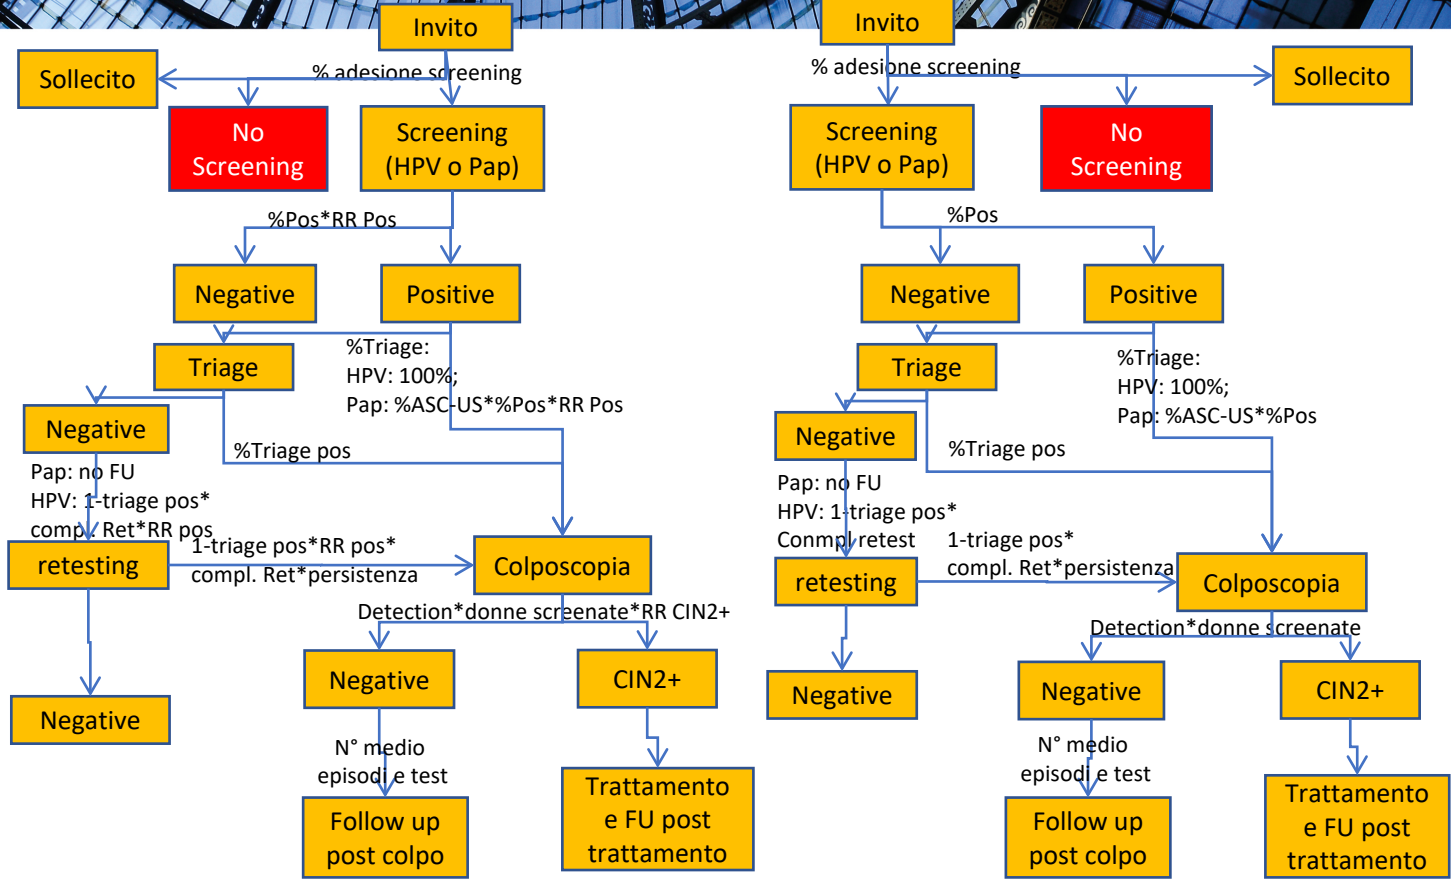 Invito
Sollecito
% adesione screening
No
Screening
Screening
(HPV o Pap)
%Pos*RR Pos
Negative
Positive
Triage
%Triage:
HPV: 100%;
Pap: %ASC-US*%Pos*RR Pos
Negative
%Triage pos
Pap: no FU
HPV: 1-triage pos*
compl. Ret*RR pos
retesting
1-triage pos*RR pos*
compl. Ret*persistenza
Colposcopia
Detection*donne screenate*RR CIN2+
Negative
CIN2+
Negative
N° medio
episodi e test
Follow up
post colpo
Trattamento
e FU post
trattamento
Invito
% adesione screening
Sollecito
Screening
(HPV o Pap)
No
Screening
%Pos
Negative
Positive
Triage
%Triage:
HPV: 100%;
Pap: %ASC-US*%Pos
Negative
%Triage pos
Pap: no FU
HPV: 1-triage pos*
Conmpl retest
retesting
1-triage pos*
compl. Ret*persistenza
Colposcopia
Detection*donne screenate
Negative
Negative
CIN2+
N° medio
episodi e test
Follow up
post colpo
Trattamento
e FU post
trattamento